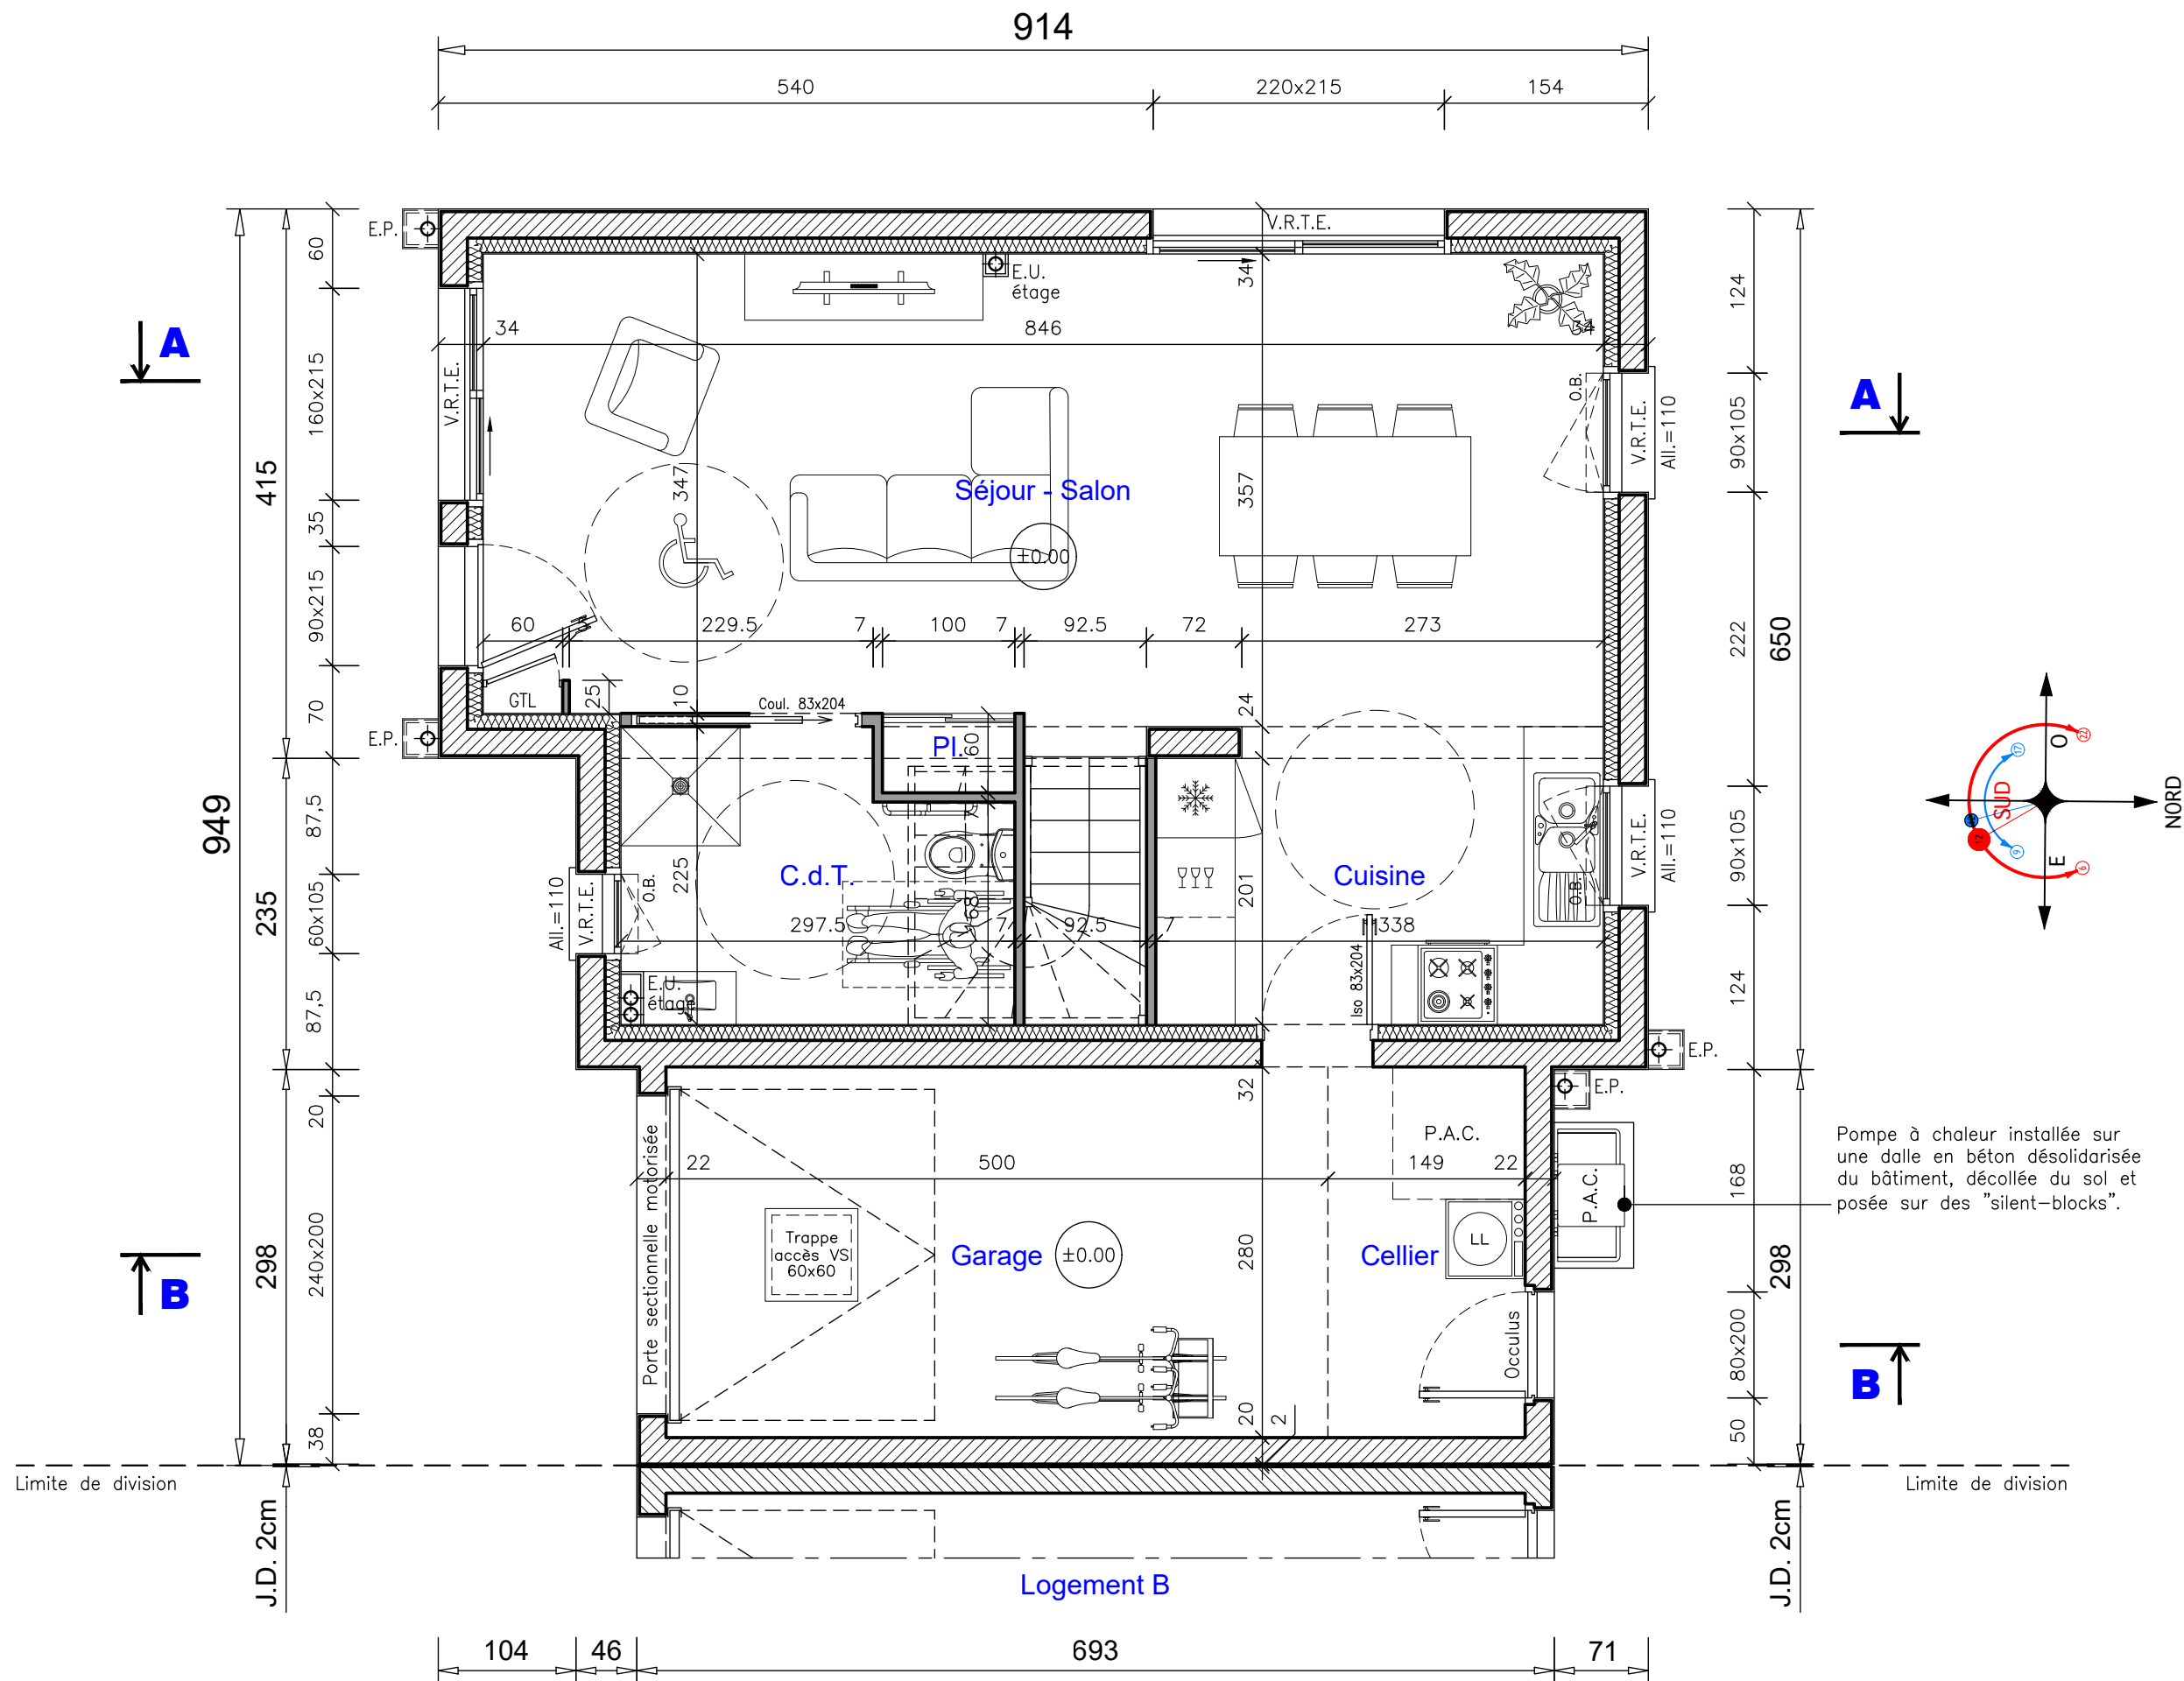 914
540
220x215
154
E.P.
V.R.T.E.
60
E.U.
étage
34
124
34
846
34
A
A
160x215
V.R.T.E.
O.B.
V.R.T.E.
All.=110
90x105
415
347
Séjour - Salon
357
±0.00
35
90x215
60
229.5
7
100
7
92.5
72
273
222
650
GTL
25
10
Coul. 83x204
24
70
E.P.
Pl.
60
O
22
17
SUD
NORD
12
9
E
6
949
87,5
235
225
C.d.T.
201
Cuisine
90x105
V.R.T.E.
All.=110
O.B.
60x105
All.=110
V.R.T.E.
O.B.
297.5
68
7
92.5
7
338
Iso 83x204
87,5
E.U.
étage
124
E.P.
E.P.
20
32
P.A.C.
22
500
149
22
168
P.A.C.
Pompe à chaleur installée sur
une dalle en béton désolidarisée
du bâtiment, décollée du sol et
posée sur des "silent-blocks".
Porte sectionnelle motorisée
240x200
298
Trappe
accès VS
60x60
Garage
±0.00
280
Cellier
LL
298
B
B
Occulus
80x200
38
20
2
50
Limite de division
Limite de division
J.D. 2cm
J.D. 2cm
Logement B
104
46
693
71